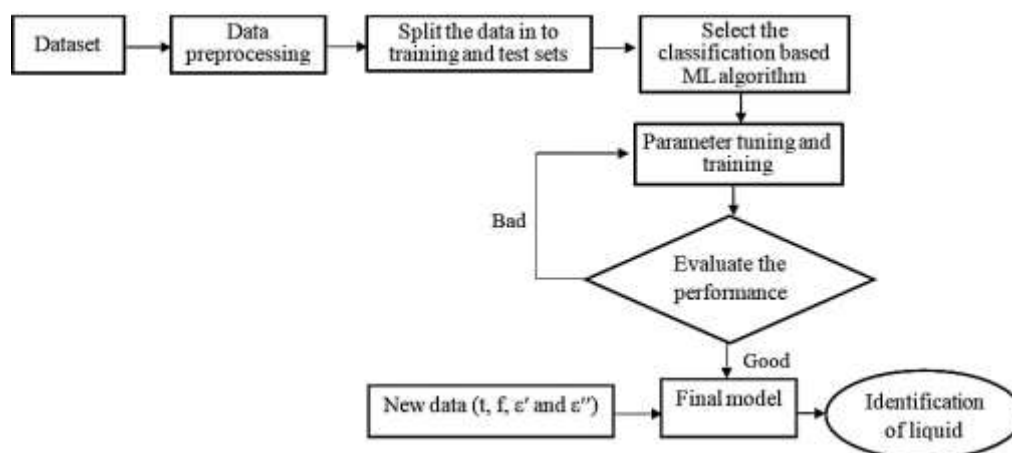 Dataset
Data
preprocessing
Split the data in to
training and test sets
Select the
classification based
ML algorithm
Parameter tuning and
training
Bad
Evaluate the
performance
Good
New data (t, f, ε′ and ε″)
Final model
Identification
of liquid